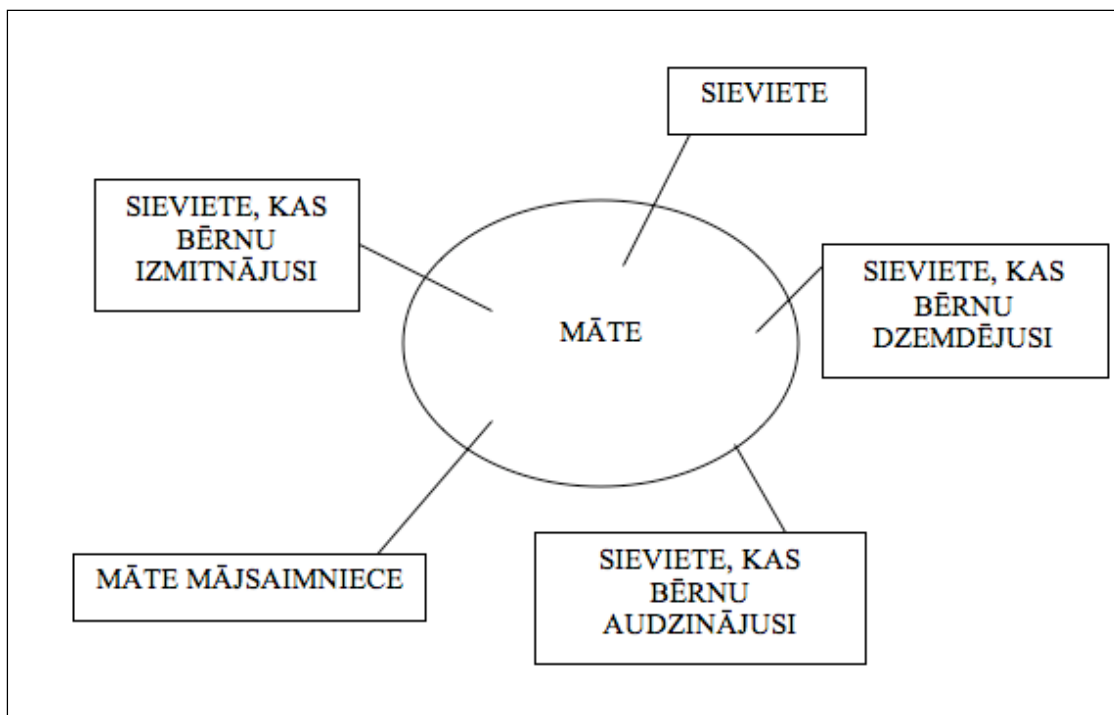 SIEVIETE
SIEVIETE, KAS
BĒRNU
IZMITNĀJUSI
SIEVIETE, KAS
BĒRNU
DZEMDĒJUSI
MĀTE
MĀTE MĀJSAIMNIECE
SIEVIETE, KAS
BĒRNU
AUDZINĀJUSI